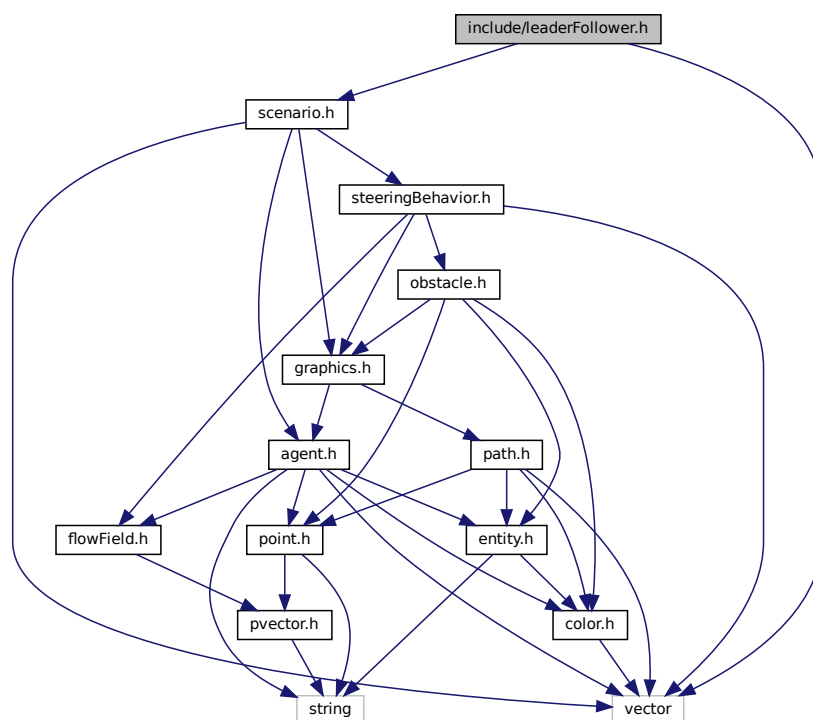 include/leaderFollower.h
scenario.h
steeringBehavior.h
obstacle.h
graphics.h
agent.h
path.h
flowField.h
point.h
entity.h
pvector.h
color.h
string
vector